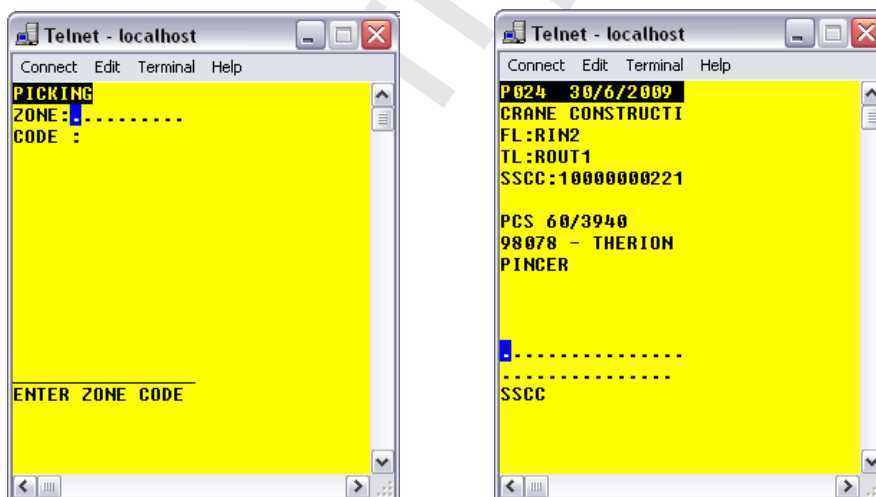 Telnet - localhost
Connect Edit Terminal Help
PICKING
ZONE:..........
CODE :
ENTER ZONE CODE
Telnet - localhost
Connect Edit Terminal Help
P024 30/6/2009
CRANE CONSTRUCTI
FL:RIN2
TL:ROUT1
SSCC:10000000221
PCS 60/3940
98078 - THERION
PINCER
................
...............
SSCC